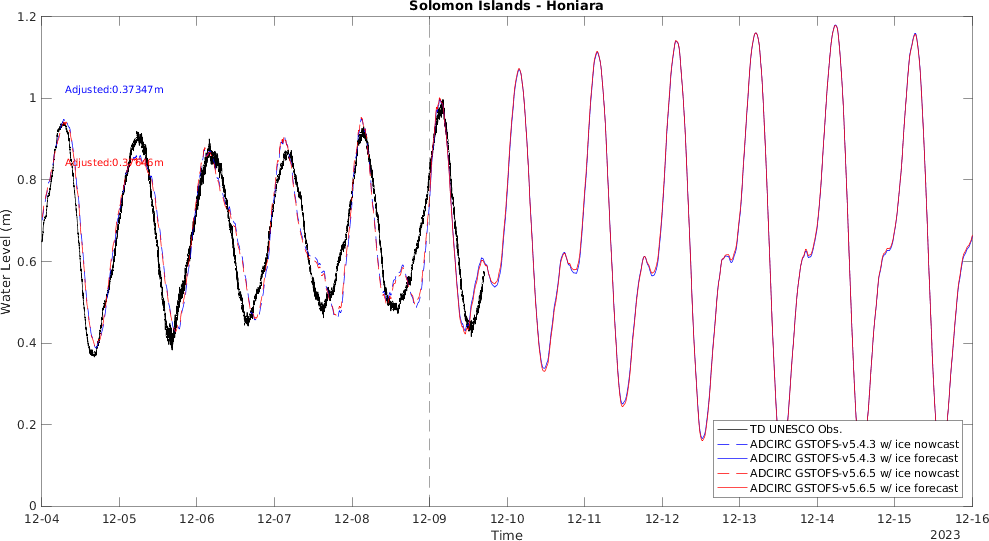 Solomon Islands - Honiara
1.2
1
0.8
0.6
0.4
0.2
0
Water Level (m)
Adjusted:0.37347m
TD UNESCO Obs.
ADCIRC GSTOFS-v5.4.3 w/ ice nowcast
ADCIRC GSTOFS-v5.4.3 w/ ice forecast
ADCIRC GSTOFS-v5.6.5 w/ ice nowcast
ADCIRC GSTOFS-v5.6.5 w/ ice forecast
12-04 12-05 12-06 12-07 12-08 12-09 12-10 12-11 12-12 12-13 12-14 12-15 12-16
Time
2023